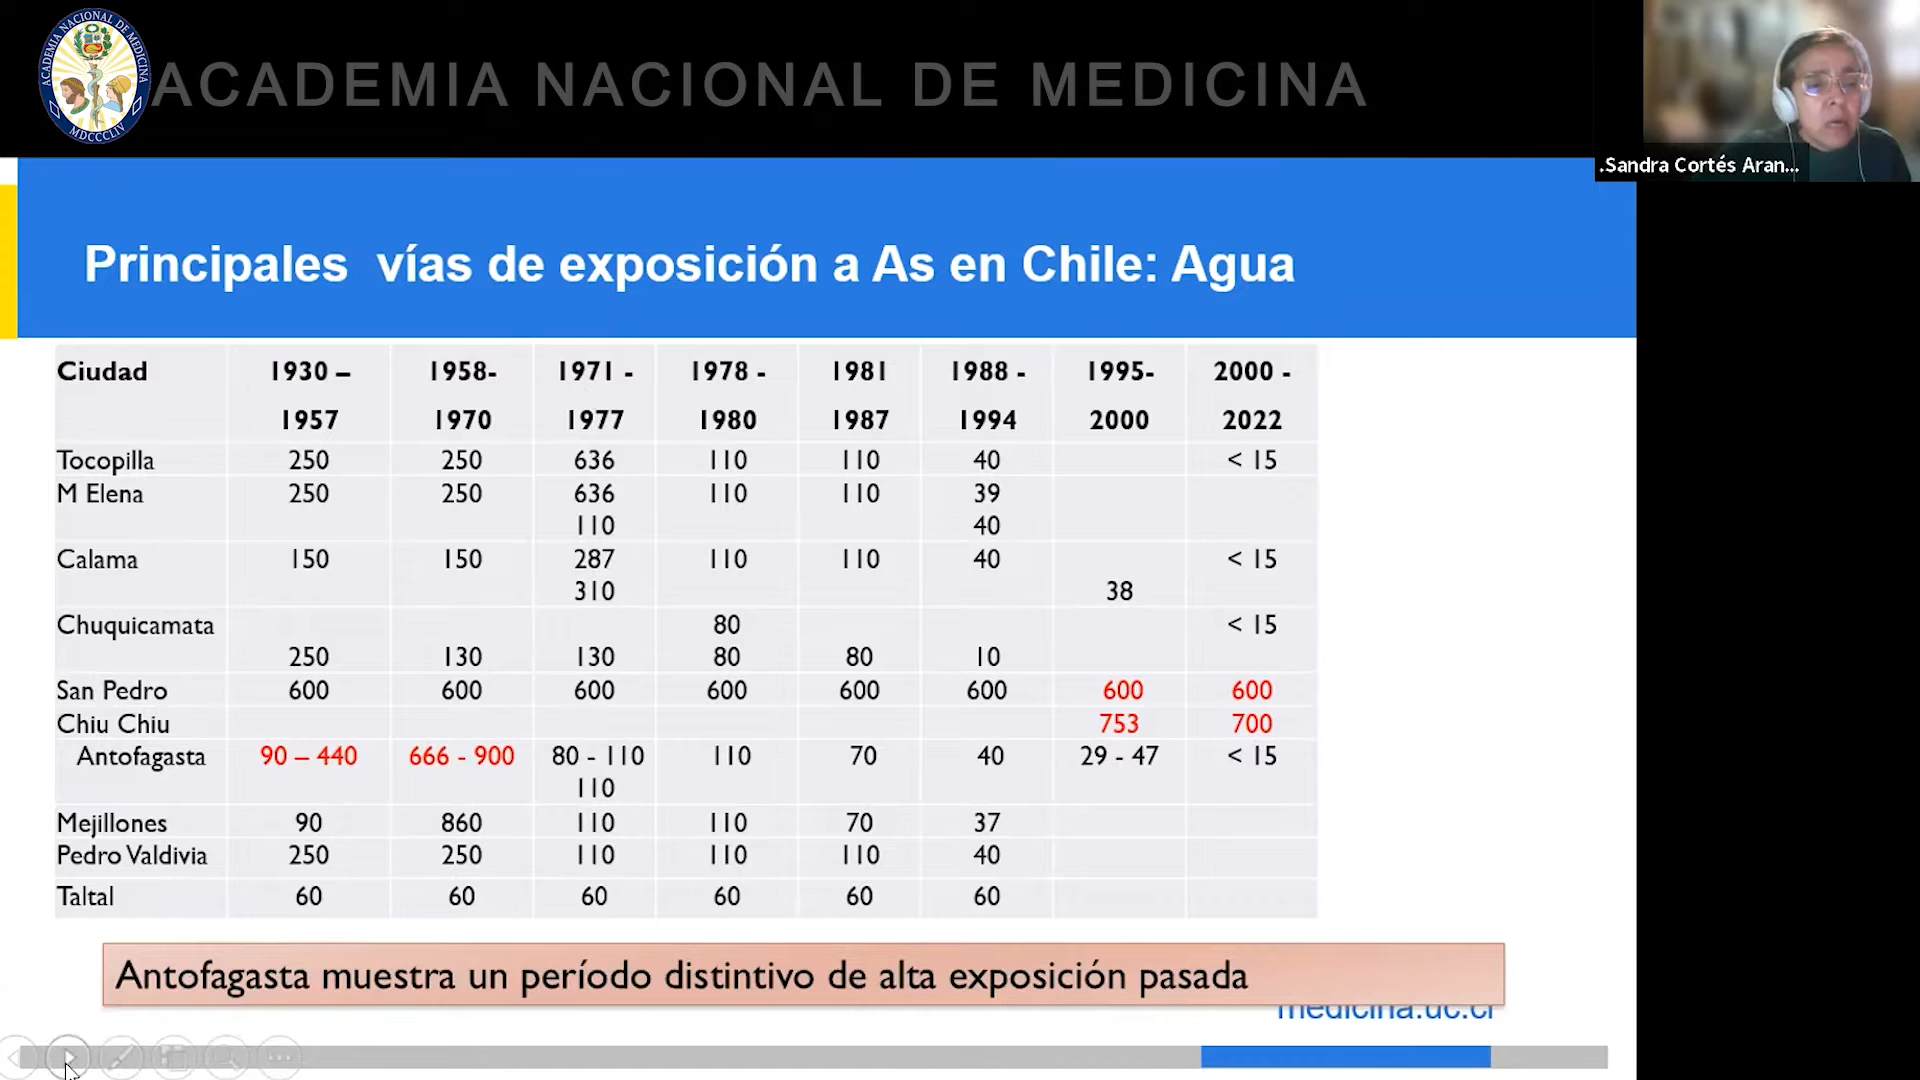 ACADEMIA NACIONAL DE MEDICINA
ACADEMIA NACIONAL DE MEDICINA
MDCCCLIV
.Sandra Cortés Aran...
Principales vías de exposición a As en Chile: Agua
Ciudad 1930 – 1958- 1971 - 1978 - 1981 1988 - 1995- 2000 -
1957 1970 1977 1980 1987 1994 2000 2022
Tocopilla 250 250 636 110 110 40 < 15
M Elena 250 250 636 110 110 39
110 40
Calama 150 150 287 110 110 40 < 15
310 38
Chuquicamata 80 < 15
250 130 130 80 80 10
San Pedro 600 600 600 600 600 600 600 600
Chiu Chiu 753 700
Antofagasta 90 – 440 666 - 900 80 - 110 110 70 40 29 - 47 < 15
110
Mejillones 90 860 110 110 70 37
Pedro Valdivia 250 250 110 110 110 40
Taltal 60 60 60 60 60 60
Antofagasta muestra un período distintivo de alta exposición pasada
medicina.uc.cl